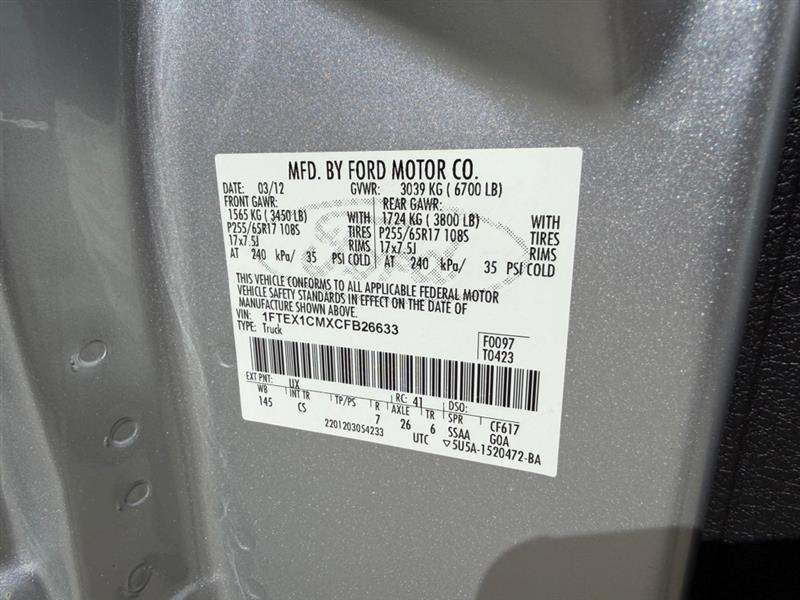 MFD. BY FORD MOTOR CO.
DATE: 03/12 GVWR: 3039 KG ( 6700 LB)
FRONT GAWR: REAR GAWR:
1565 KG ( 3450 LB) WITH 1724 KG ( 3800 LB) WITH
P255/65R17 108S TIRES P255/65R17 108S TIRES
17x7.5J RIMS 17x7.5J RIMS
AT 240 kPa/ 35 PSI COLD AT 240 kPa/ 35 PSI COLD
THIS VEHICLE CONFORMS TO ALL APPLICABLE FEDERAL MOTOR
VEHICLE SAFETY STANDARDS IN EFFECT ON THE DATE OF
MANUFACTURE SHOWN ABOVE.
VIN: 1FTEX1CMXCFB26633
TYPE: Truck
F0097
T0423
EXT PNT: UX RC: 41 DSO:
WB INT TR TP/PS R AXLE TR SPR CF617
145 CS 7 26 6 SSAA GOA
2201203054233 UTC ▽5U5A-1520472-BA
Ford